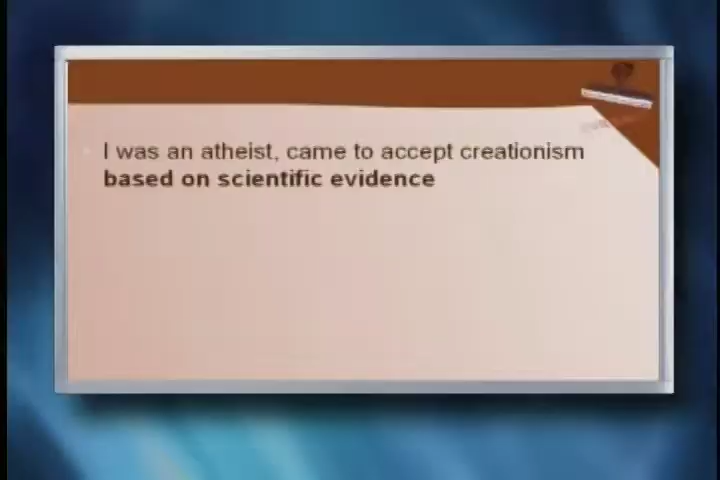 I was an atheist, came to accept creationism
based on scientific evidence